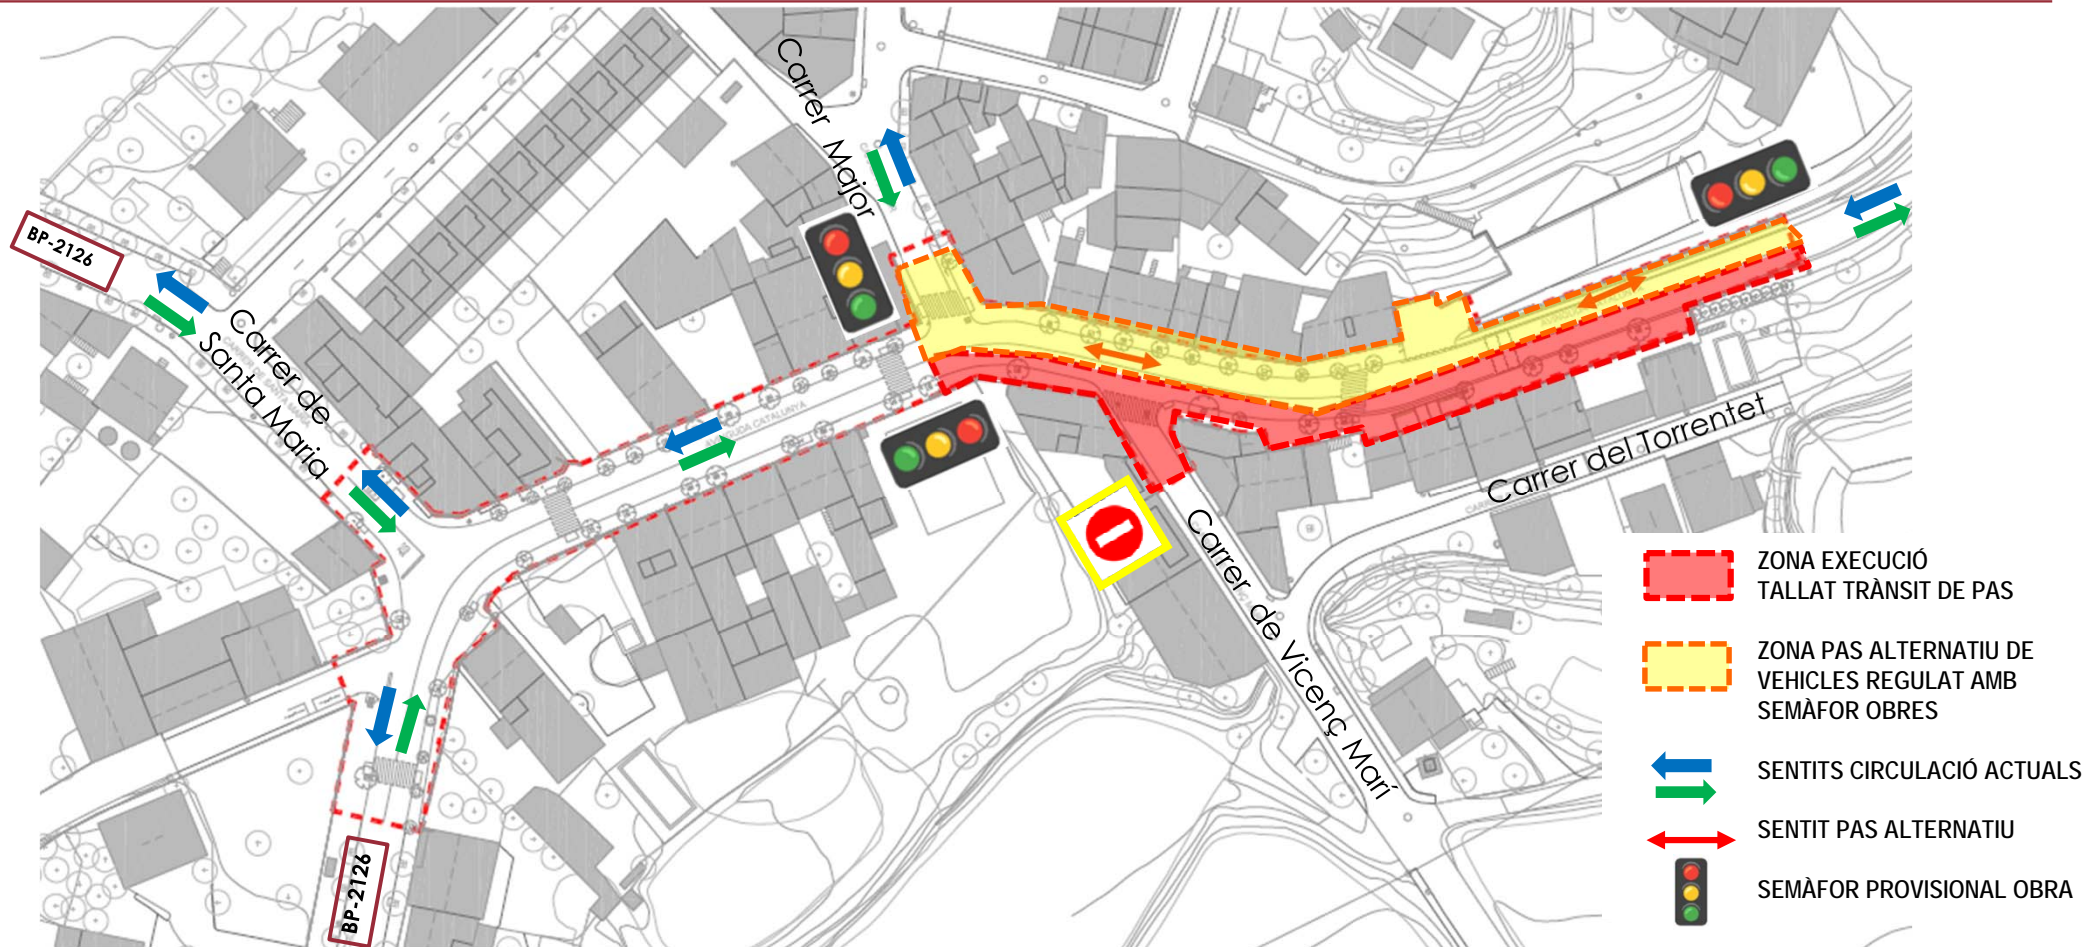 Carrer Major
BP-2126
Carrer de
Santa Maria
AVINGUDA CATALUNYA
Carrer del Torrentet
Carrer de Vicenç Marí
BP-2126
ZONA EXECUCIÓ
TALLAT TRÀNSIT DE PAS
ZONA PAS ALTERNATIU DE
VEHICLES REGULAT AMB
SEMÀFOR OBRES
SENTITS CIRCULACIÓ ACTUALS
SENTIT PAS ALTERNATIU
SEMÀFOR PROVISIONAL OBRA